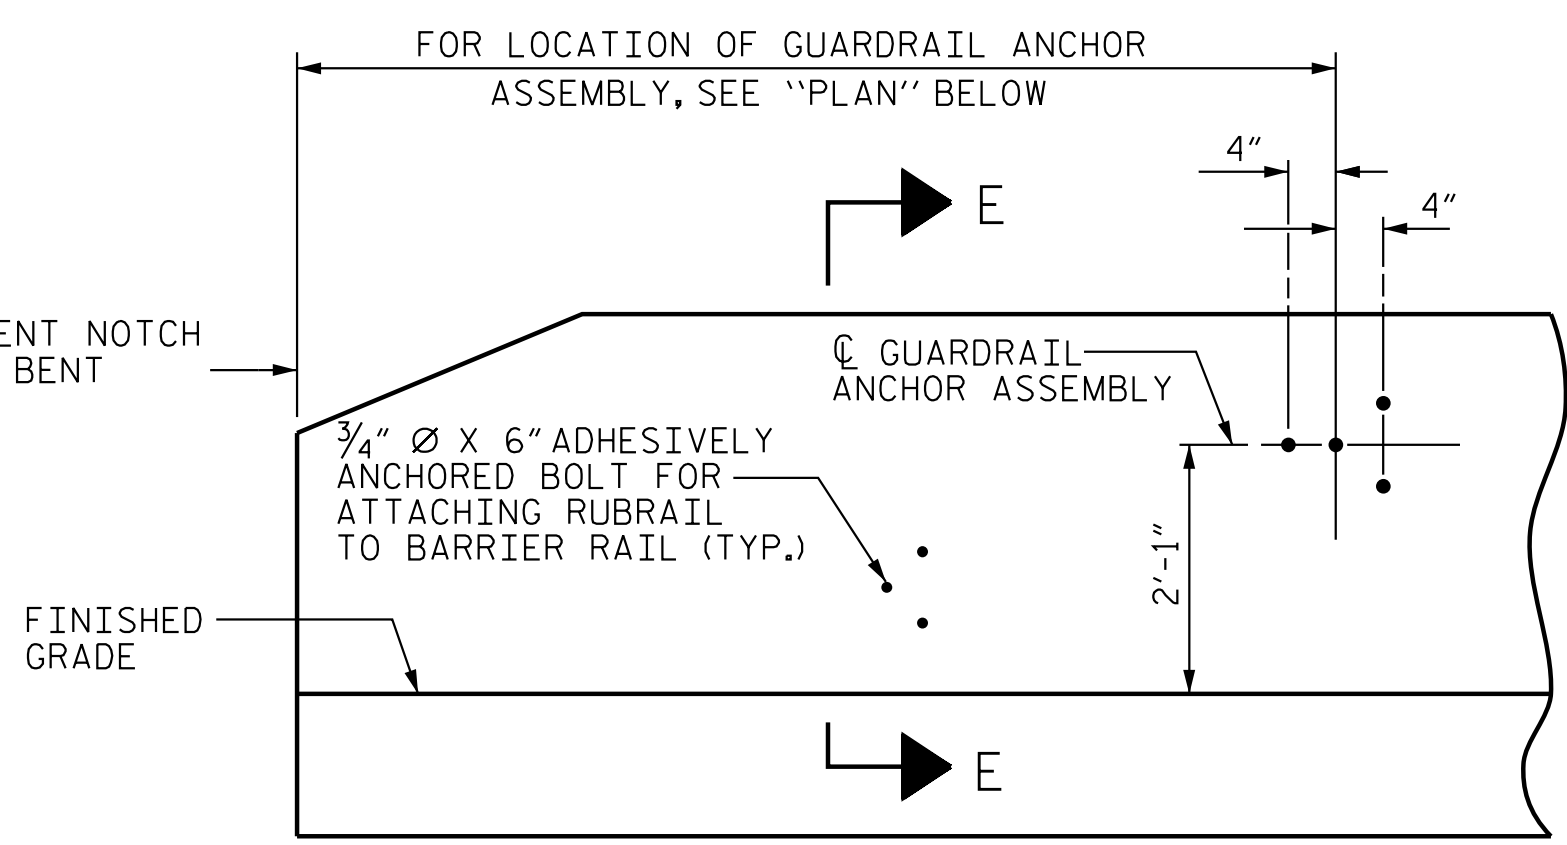 FOR LOCATION OF GUARDRAIL ANCHOR
ASSEMBLY, SEE "PLAN" BELOW
4"
4"
E
NOTCH
BENT
℄ GUARDRAIL
ANCHOR ASSEMBLY
3/4" Ø X 6" ADHESIVELY
ANCHORED BOLT FOR
ATTACHING RUBRAIL
TO BARRIER RAIL (TYP.)
2'-1"
FINISHED
GRADE
E